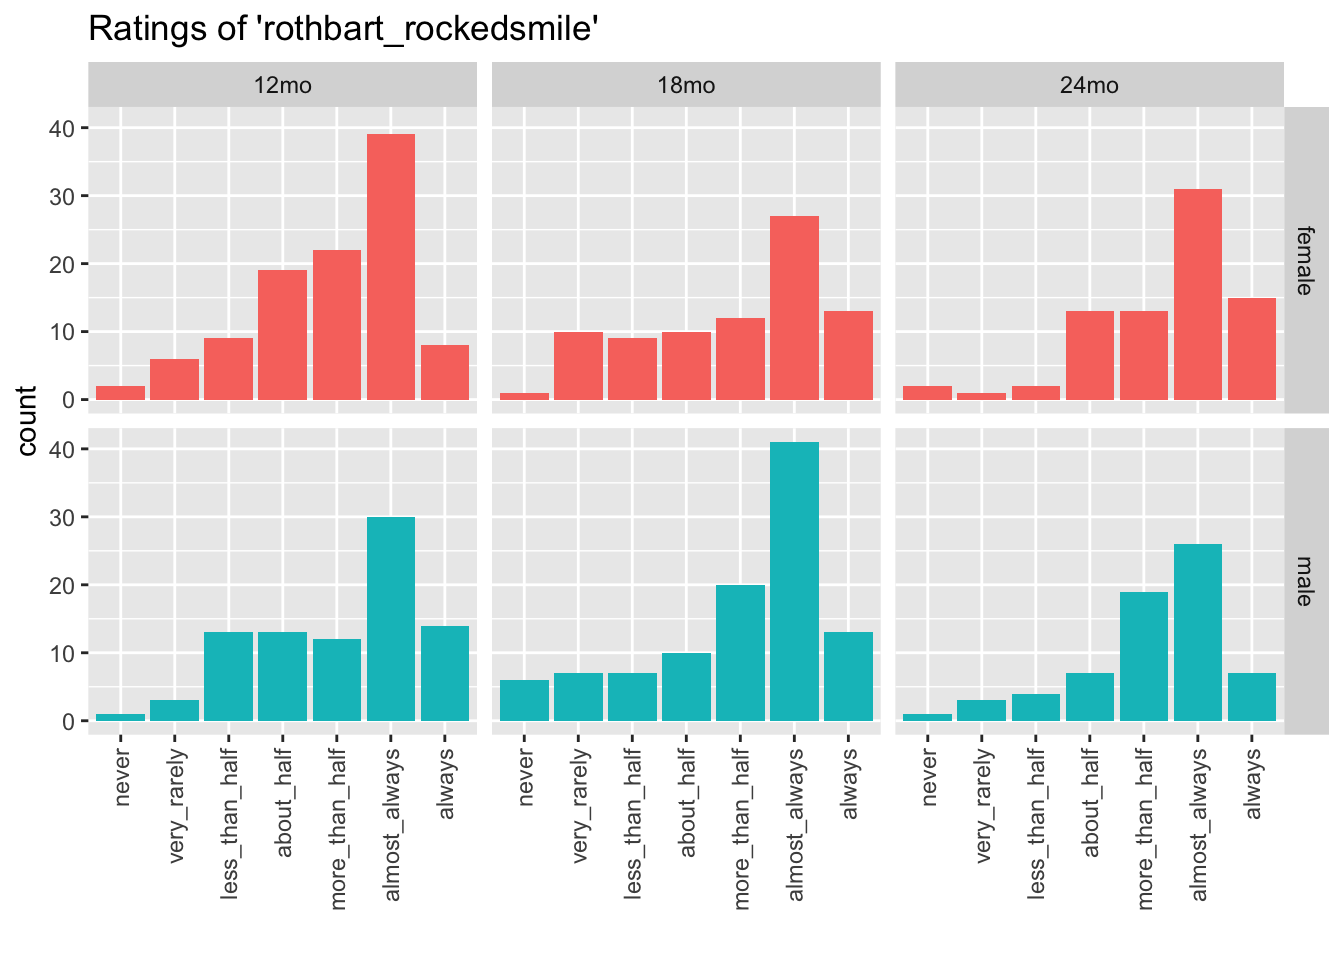 Ratings of 'rothbart_rockedsmile'
12mo 18mo 24mo
40
30
20
10
0
female
count
40
30
20
10
0
male
never very_rarely less_than_half about_half more_than_half almost_always always never very_rarely less_than_half about_half more_than_half almost_always always never very_rarely less_than_half about_half more_than_half almost_always always